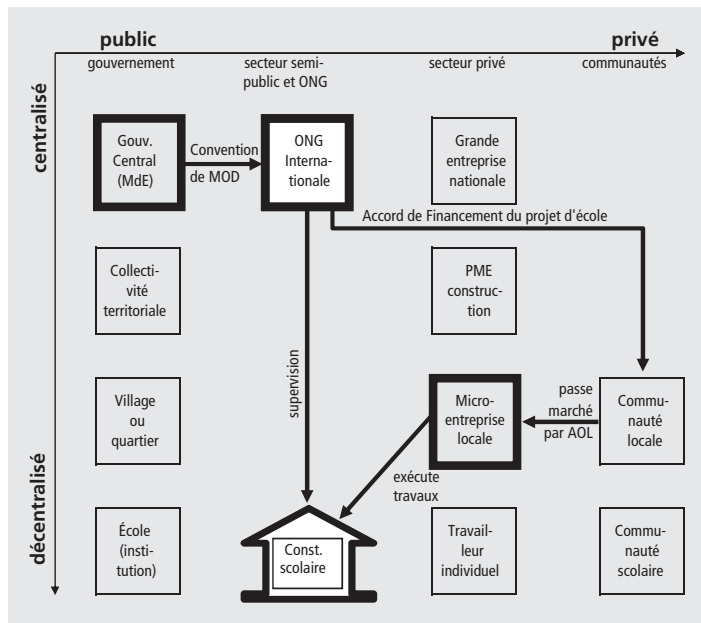 public
privé
gouvernement
secteur semi-
public et ONG
secteur privé
communautés
centralisé
décentralisé
Gouv.
Central
(MdE)
Convention
de MOD
ONG
Interna-
tionale
Grande
entreprise
nationale
Accord de Financement du projet d'école
Collecti-
vité
territoriale
PME
construc-
tion
supervision
Village
ou
quartier
Micro-
entreprise
locale
passe
marché
par AOL
Commu-
nauté
locale
exécute
travaux
École
(insti-
tution)
Const.
scolaire
Travail-
leur
individuel
Commu-
nauté
scolaire